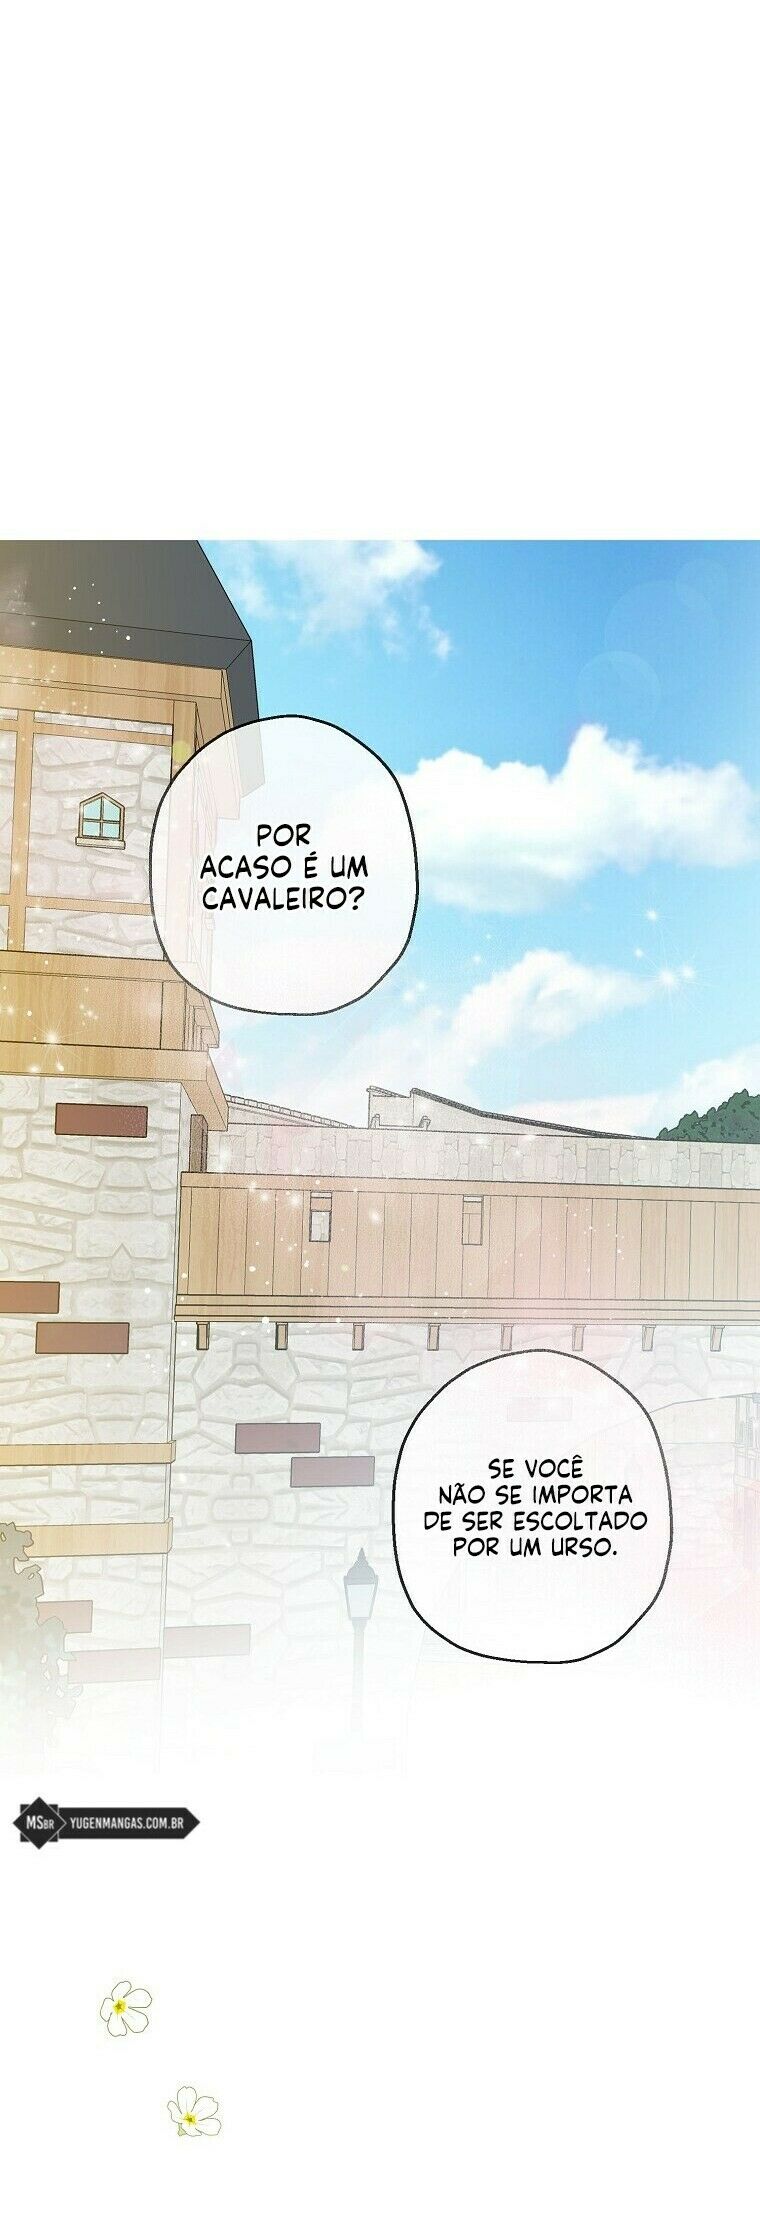 POR
ACASO É UM
CAVALEIRO?
SE VOCÊ
NÃO SE IMPORTA
DE SER ESCOLTADO
POR UM URSO.
MSBR YUGENMANGAS.COM.BR